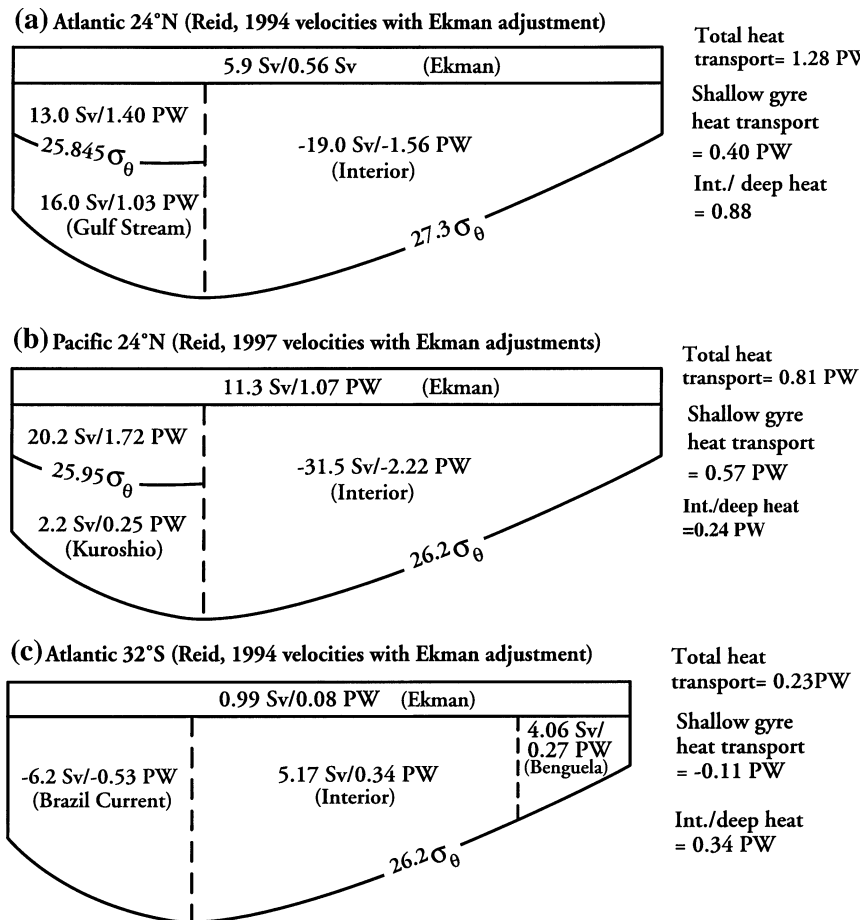 (a) Atlantic 24°N (Reid, 1994 velocities with Ekman adjustment)
5.9 Sv/0.56 Sv (Ekman)
13.0 Sv/1.40 PW
25.845σθ
16.0 Sv/1.03 PW
(Gulf Stream)
-19.0 Sv/-1.56 PW
(Interior)
27.3σθ
Total heat
transport= 1.28 PW
Shallow gyre
heat transport
= 0.40 PW
Int./ deep heat
= 0.88
(b) Pacific 24°N (Reid, 1997 velocities with Ekman adjustments)
11.3 Sv/1.07 PW (Ekman)
20.2 Sv/1.72 PW
25.95σθ
2.2 Sv/0.25 PW
(Kuroshio)
-31.5 Sv/-2.22 PW
(Interior)
26.2σθ
Total heat
transport= 0.81 PW
Shallow gyre
heat transport
= 0.57 PW
Int./deep heat
=0.24 PW
(c) Atlantic 32°S (Reid, 1994 velocities with Ekman adjustment)
0.99 Sv/0.08 PW (Ekman)
-6.2 Sv/-0.53 PW
(Brazil Current)
5.17 Sv/0.34 PW
(Interior)
4.06 Sv/
0.27 PW
(Benguela)
26.2σθ
Total heat
transport= 0.23PW
Shallow gyre
heat transport
= -0.11 PW
Int./deep heat
= 0.34 PW